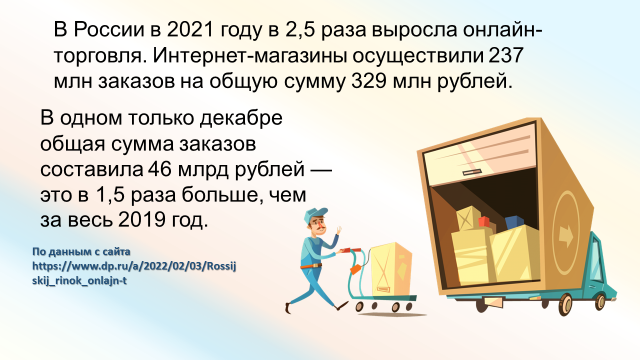 В России в 2021 году в 2,5 раза выросла онлайн-
торговля. Интернет-магазины осуществили 237
млн заказов на общую сумму 329 млн рублей.
В одном только декабре
общая сумма заказов
составила 46 млрд рублей —
это в 1,5 раза больше, чем
за весь 2019 год.
По данным с сайта
https://www.dp.ru/a/2022/02/03/Rossij
skij_rinok_onlajn-t